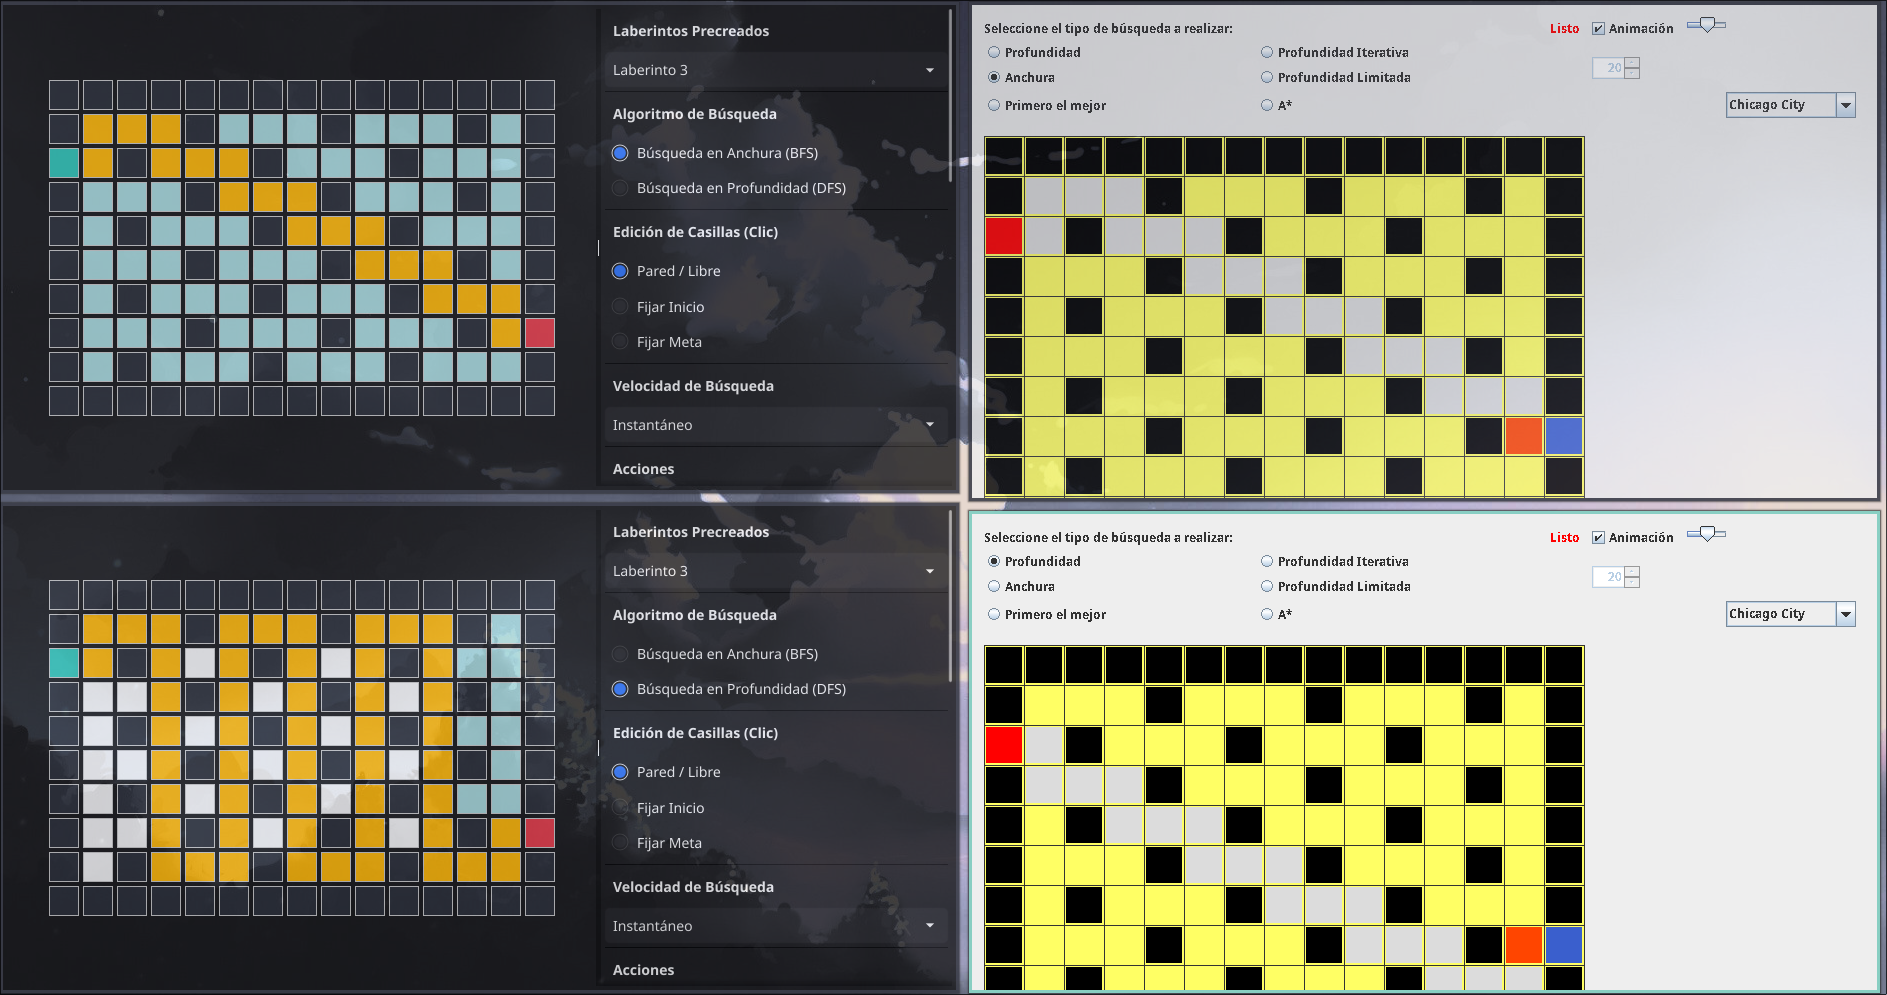 Laberintos Precreados
Laberinto 3
Algoritmo de Búsqueda
Búsqueda en Anchura (BFS)
Búsqueda en Profundidad (DFS)
Edición de Casillas (Clic)
Pared / Libre
Fijar Inicio
Fijar Meta
Velocidad de Búsqueda
Instantáneo
Acciones
Seleccione el tipo de búsqueda a realizar:
Listo
Animación
Profundidad
Profundidad Iterativa
20
Anchura
Profundidad Limitada
Primero el mejor
A*
Chicago City
Laberintos Precreados
Laberinto 3
Algoritmo de Búsqueda
Búsqueda en Anchura (BFS)
Búsqueda en Profundidad (DFS)
Edición de Casillas (Clic)
Pared / Libre
Fijar Inicio
Fijar Meta
Velocidad de Búsqueda
Instantáneo
Acciones
Seleccione el tipo de búsqueda a realizar:
Listo
Animación
Profundidad
Profundidad Iterativa
20
Anchura
Profundidad Limitada
Primero el mejor
A*
Chicago City